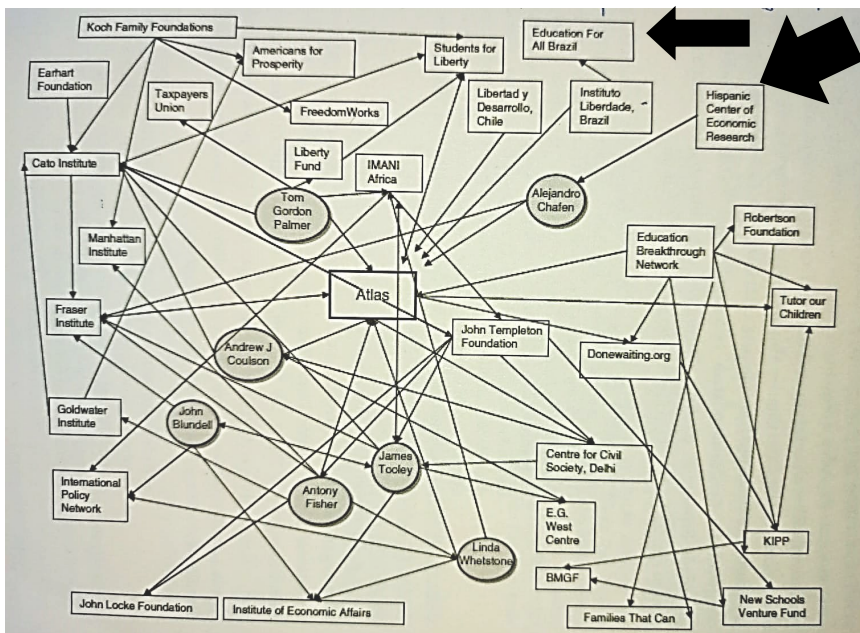 Koch Family Foundations
Education For
All Brazil
Americans for
Prosperity
Students for
Liberty
Earhart
Foundation
Taxpayers
Union
FreedomWorks
Libertad y
Desarrollo,
Chile
Instituto
Liberdade,
Brazil
Hispanic
Center of
Economic
Research
Cato Institute
Liberty
Fund
IMANI
Africa
Tom
Gordon
Palmer
Alejandro
Chafen
Manhattan
Institute
Education
Breakthrough
Network
Robertson
Foundation
Atlas
Tutor our
Children
Fraser
Institute
Andrew J
Coulson
John Templeton
Foundation
Donewaiting.org
Goldwater
Institute
John
Blundell
James
Tooley
Centre for Civil
Society, Delhi
International
Policy
Network
Antony
Fisher
E.G.
West
Centre
KIPP
Linda
Whetstone
BMGF
John Locke Foundation
Institute of Economic Affairs
Families That Can
New Schools
Venture Fund